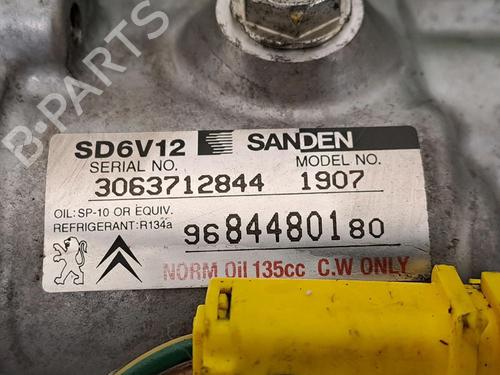 B-PARTS
SD6V12 SANDEN
SERIAL NO. MODEL NO.
3063712844 1907
OIL: SP-10 OR EQUIV.
REFRIGERANT: R134a
9684480180
NORM Oil 135cc C.W ONLY